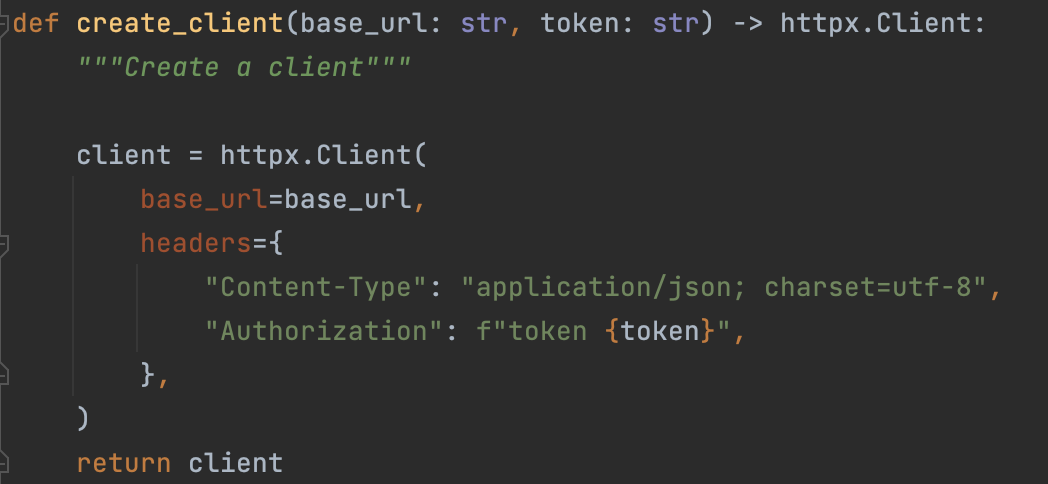 def create_client(base_url: str, token: str) -> httpx.Client:
    """Create a client"""

    client = httpx.Client(
        base_url=base_url,
        headers={
            "Content-Type": "application/json; charset=utf-8",
            "Authorization": f"token {token}",
        },
    )
    return client